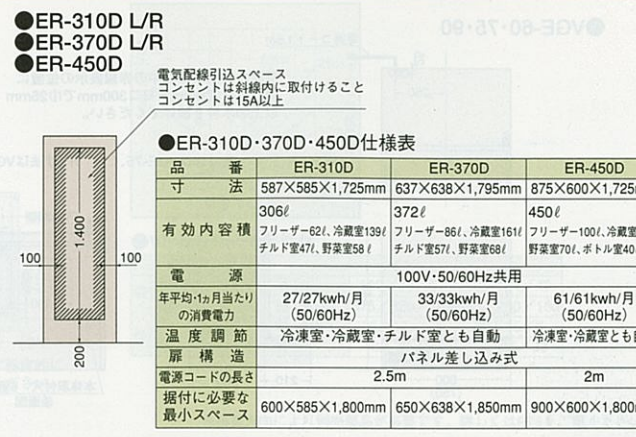 ●ER-310D L/R
●ER-370D L/R
●ER-450D
電気配線引込スペース
コンセントは斜線内に取付けること
コンセントは15A以上
100
1.400
100
200
●ER-310D・370D・450D仕様表
品番 ER-310D ER-370D ER-450D
寸法 587×585×1,725mm 637×638×1,795mm 875×600×1,725
有効内容積 306ℓ 372ℓ 450ℓ
フリーザー62ℓ、冷蔵室139ℓ フリーザー86ℓ、冷蔵室161ℓ フリーザー100ℓ、冷蔵室
チルド室47ℓ、野菜室58ℓ チルド室57ℓ、野菜室68ℓ 野菜室70ℓ、ボトル室40
電源 100V・50/60Hz共用
年平均・1ヵ月当たり 27/27kwh/月 33/33kwh/月 61/61kwh/月
の消費電力 (50/60Hz) (50/60Hz) (50/60Hz)
温度調節 冷凍室・冷蔵室・チルド室とも自動 冷凍室・冷蔵室とも
扉構造 パネル差し込み式
電源コードの長さ 2.5m 2m
据付に必要な
最小スペース 600×585×1,800mm 650×638×1,850mm 900×600×1,80